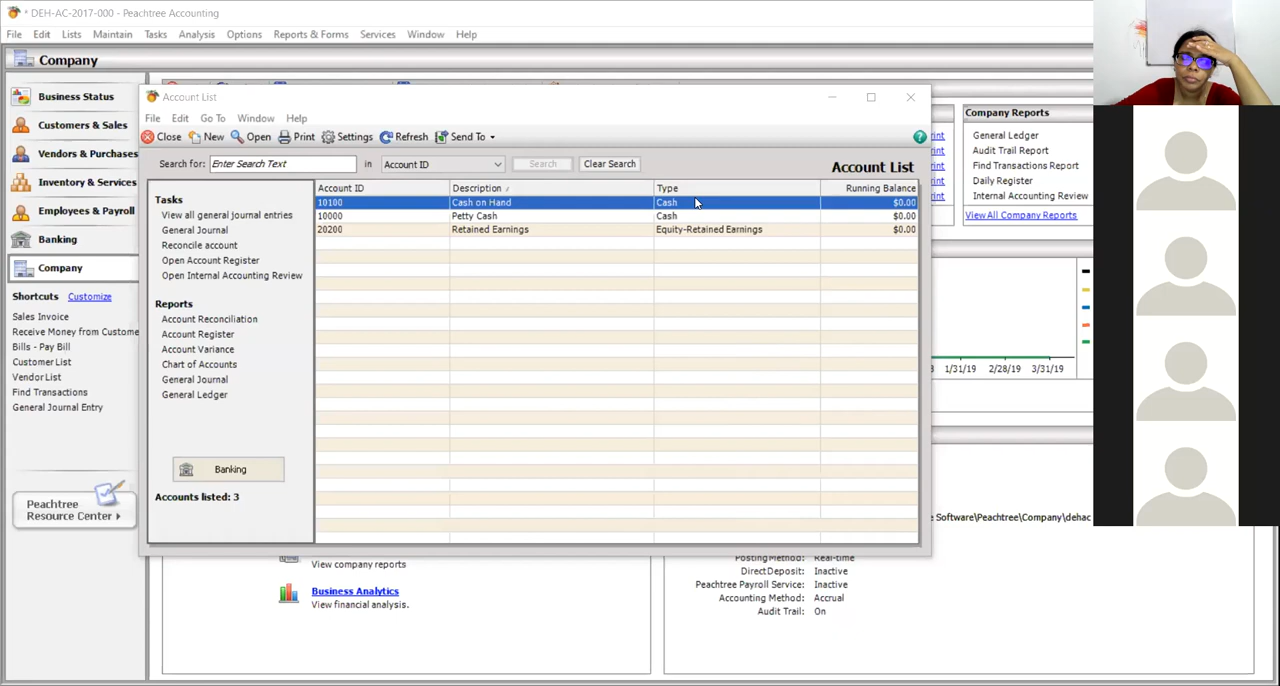 * DEH-AC-2017-000 - Peachtree Accounting
File Edit Lists Maintain Tasks Analysis Options Reports & Forms Services Window Help
Company
Business Status
Customers & Sales
Vendors & Purchases
Inventory & Services
Employees & Payroll
Banking
Company
Shortcuts Customize
Sales Invoice
Receive Money from Custome
Bills - Pay Bill
Customer List
Vendor List
Find Transactions
General Journal Entry
Peachtree
Resource Center
Account List
File Edit Go To Window Help
Close New Open Print Settings Refresh Send To
Search for: Enter Search Text in Account ID Search Clear Search Account List
Tasks
View all general journal entries
General Journal
Reconcile account
Open Account Register
Open Internal Accounting Review
Reports
Account Reconciliation
Account Register
Account Variance
Chart of Accounts
General Journal
General Ledger
Banking
Accounts listed: 3
Account ID Description Type Running Balance
10100 Cash on Hand Cash $0.00
10000 Petty Cash Cash $0.00
20200 Retained Earnings Equity-Retained Earnings $0.00
Company Reports
print General Ledger
print Audit Trail Report
print Find Transactions Report
print Daily Register
print Internal Accounting Review
View All Company Reports
1/31/19 2/28/19 3/31/19
e Software\Peachtree\Company\dehac
View company reports
Business Analytics
View financial analysis.
Posting Method: Real-time
Direct Deposit: Inactive
Peachtree Payroll Service: Inactive
Accounting Method: Accrual
Audit Trail: On